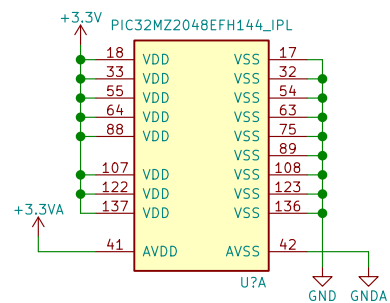 +3.3V
PIC32MZ2048EFH144_IPL
18 VDD VSS 17
33 VDD VSS 32
55 VDD VSS 54
64 VDD VSS 63
88 VDD VSS 75
VSS 89
107 VDD VSS 108
122 VDD VSS 123
137 VDD VSS 136
+3.3VA
41 AVDD AVSS 42
U?A
GND GNDA